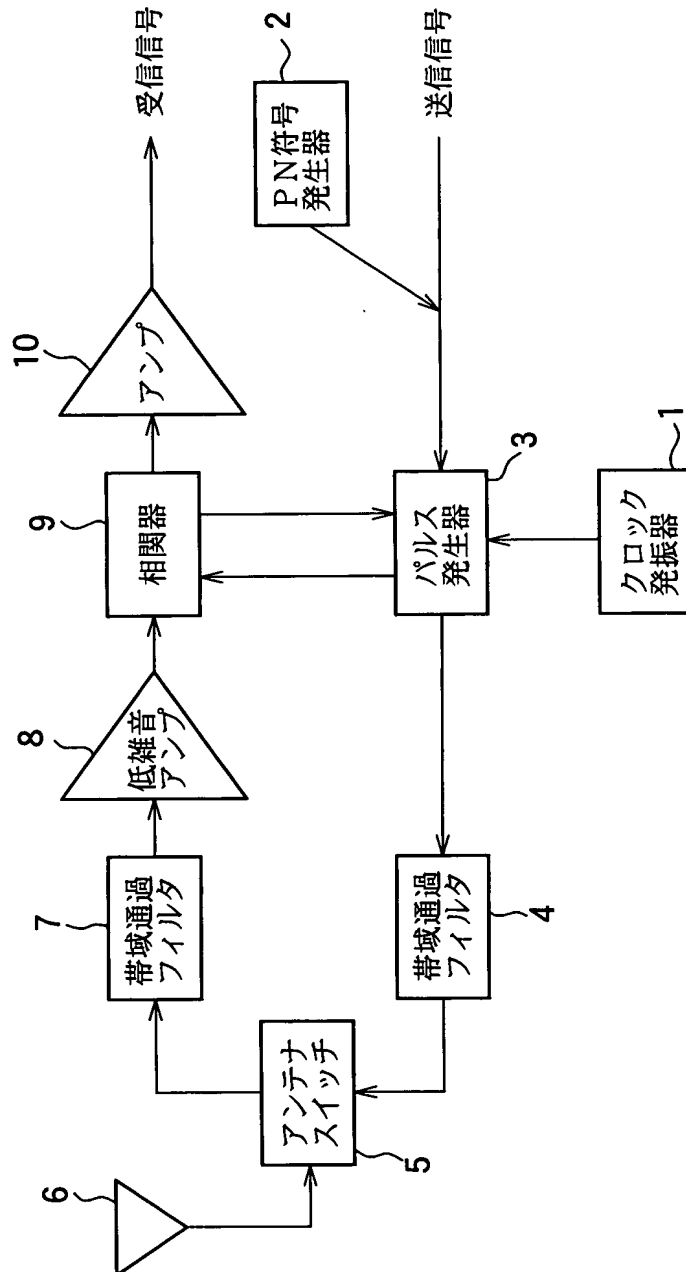 6
5
アンテナ
スイッチ
7
帯域通過
フィルタ
8
低雑音
アンプ
9
相関器
10
アンプ
受信信号
4
帯域通過
フィルタ
3
パルス
発生器
2
PN符号
発生器
送信信号
1
クロック
発振器